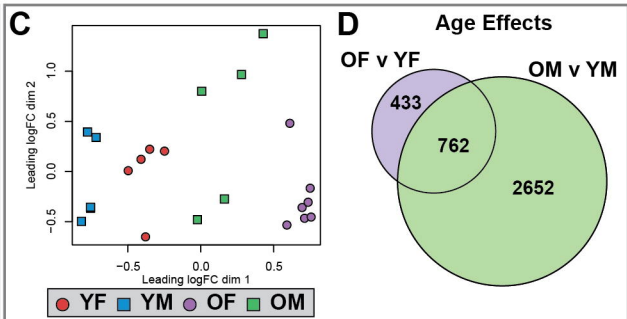 C
Leading logFC dim 2
1.0
0.5
0.0
−0.5
−0.5 0.0 0.5
Leading logFC dim 1
YF YM OF OM
D
Age Effects
OF v YF
OM v YM
433
762
2652